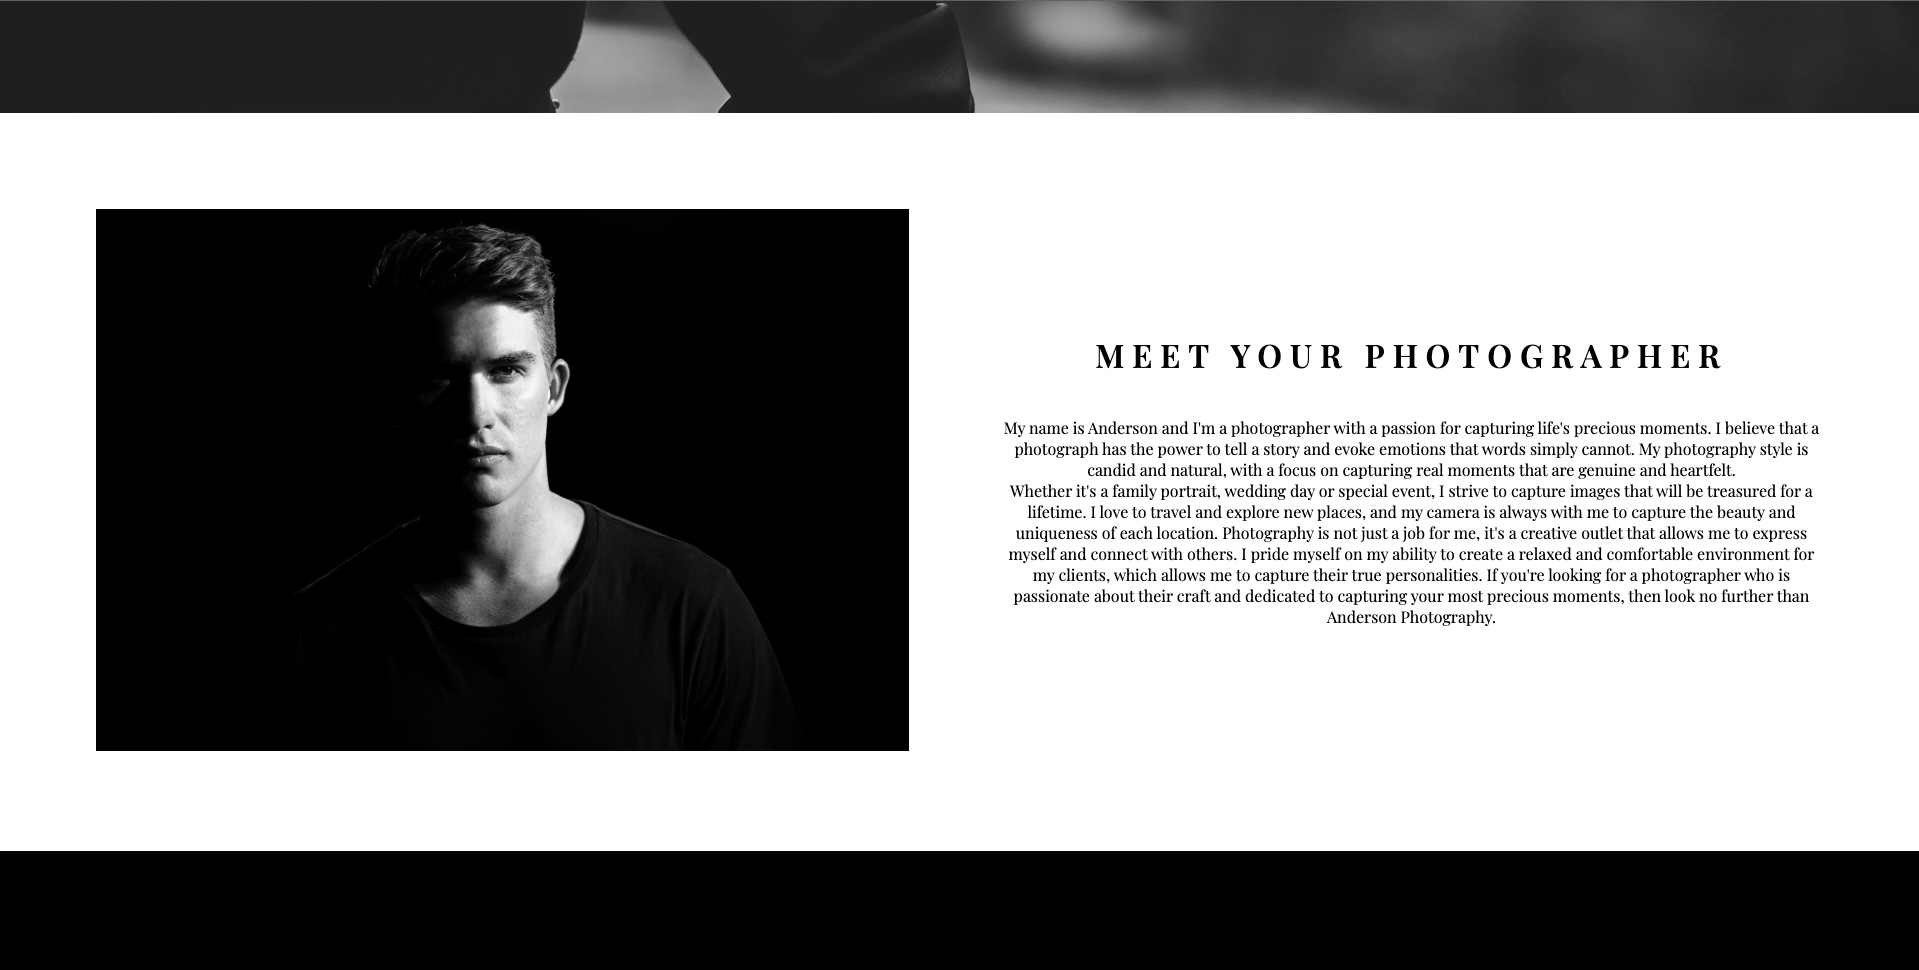 MEET YOUR PHOTOGRAPHER
My name is Anderson and I'm a photographer with a passion for capturing life's precious moments. I believe that a
photograph has the power to tell a story and evoke emotions that words simply cannot. My photography style is
candid and natural, with a focus on capturing real moments that are genuine and heartfelt.
Whether it's a family portrait, wedding day or special event, I strive to capture images that will be treasured for a
lifetime. I love to travel and explore new places, and my camera is always with me to capture the beauty and
uniqueness of each location. Photography is not just a job for me, it's a creative outlet that allows me to express
myself and connect with others. I pride myself on my ability to create a relaxed and comfortable environment for
my clients, which allows me to capture their true personalities. If you're looking for a photographer who is
passionate about their craft and dedicated to capturing your most precious moments, then look no further than
Anderson Photography.